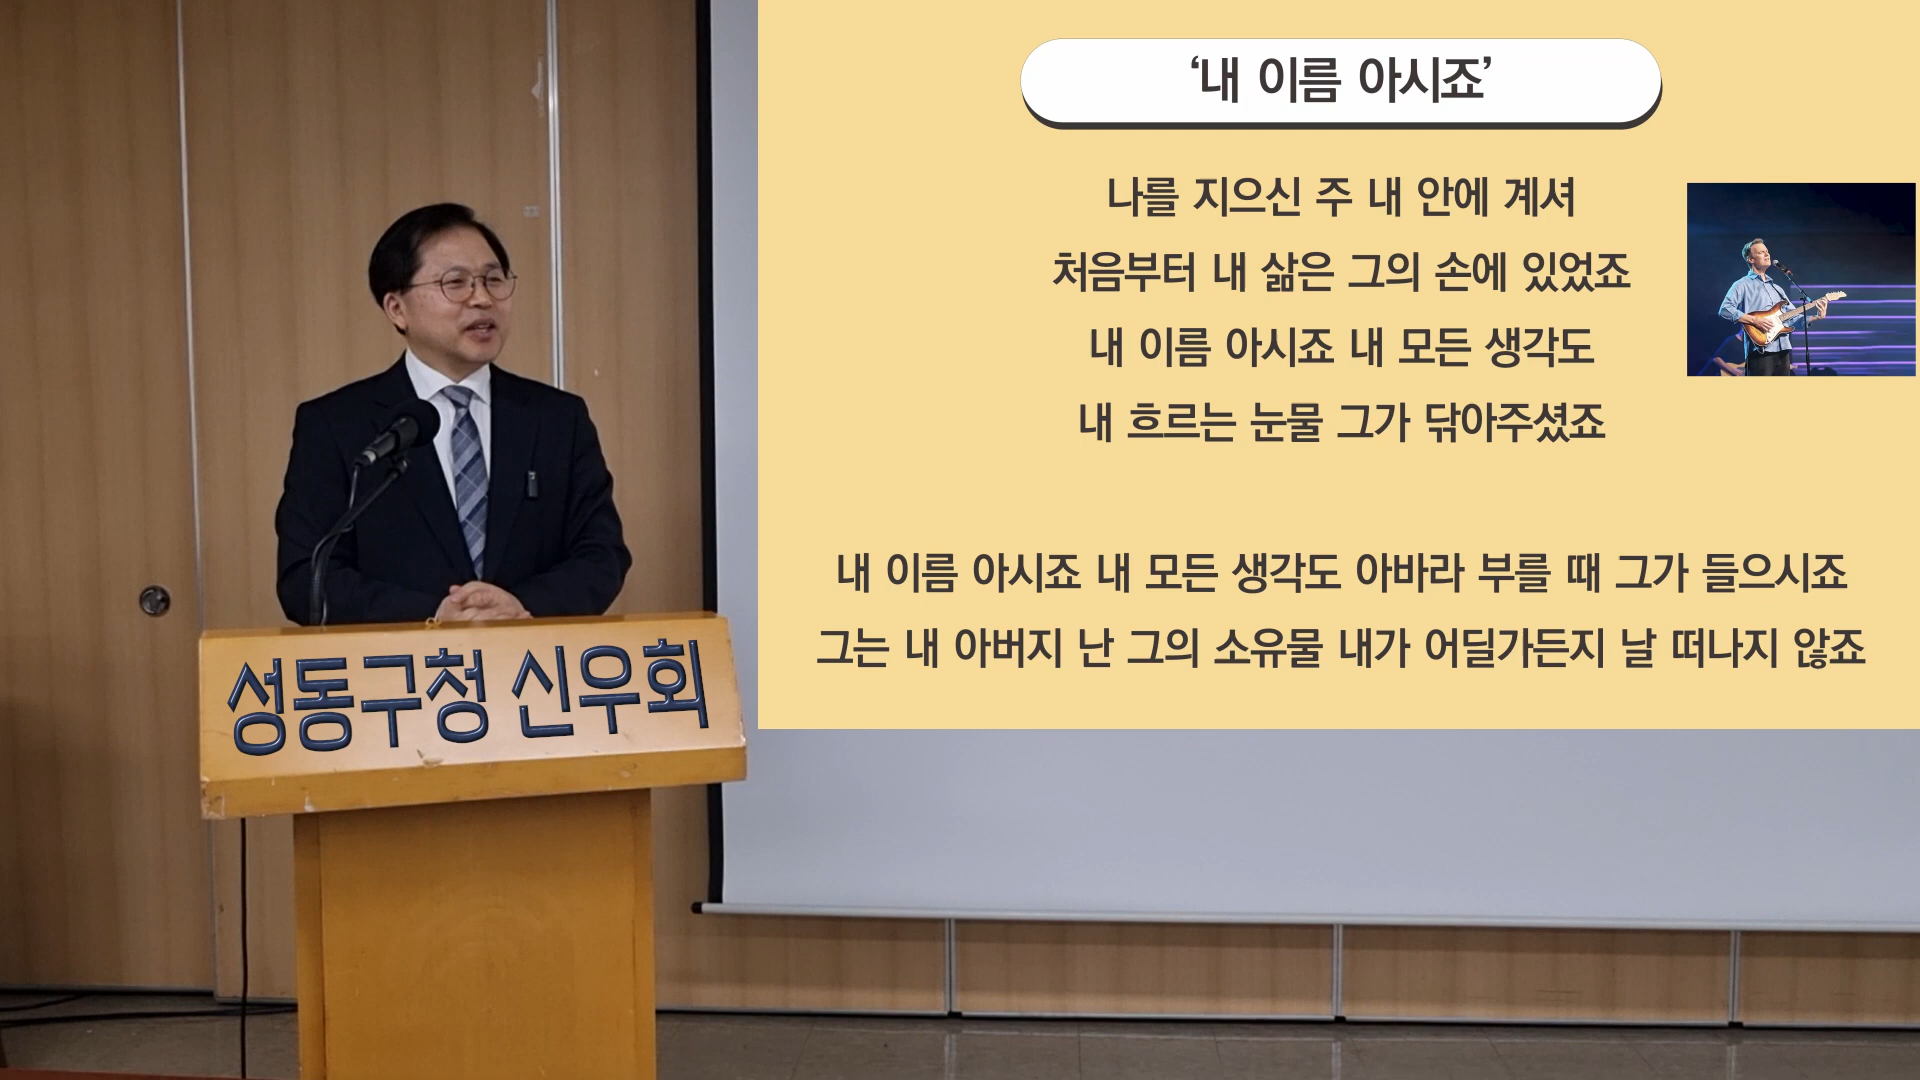 ‘내 이름 아시죠’
나를 지으신 주 내 안에 계셔
처음부터 내 삶은 그의 손에 있었죠
내 이름 아시죠 내 모든 생각도
내 흐르는 눈물 그가 닦아주셨죠
내 이름 아시죠 내 모든 생각도 아바라 부를 때 그가 들으시죠
그는 내 아버지 난 그의 소유물 내가 어딜가든지 날 떠나지 않죠
성동구청 신우회